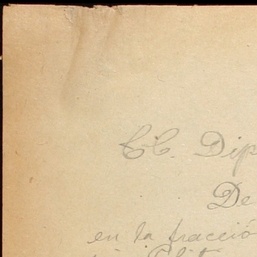 CC. Dip
De
en la fracció